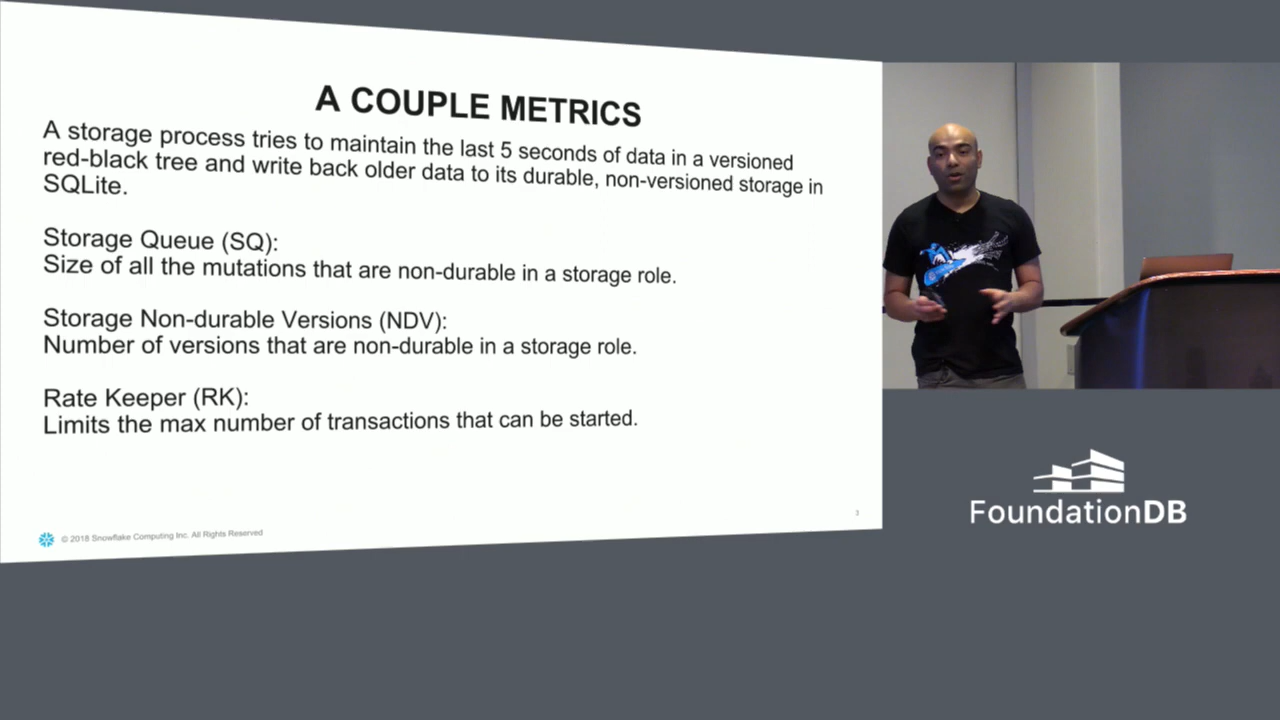 A COUPLE METRICS
A storage process tries to maintain the last 5 seconds of data in a versioned
red-black tree and write back older data to its durable, non-versioned storage in
SQLite.
Storage Queue (SQ):
Size of all the mutations that are non-durable in a storage role.
Storage Non-durable Versions (NDV):
Number of versions that are non-durable in a storage role.
Rate Keeper (RK):
Limits the max number of transactions that can be started.
3
© 2018 Snowflake Computing Inc. All Rights Reserved
FoundationDB